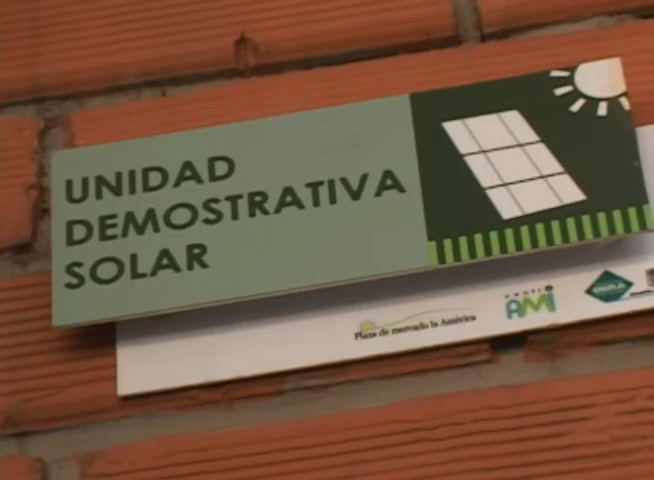 UNIDAD
DEMOSTRATIVA
SOLAR
Plaza de mercado la América
AMI